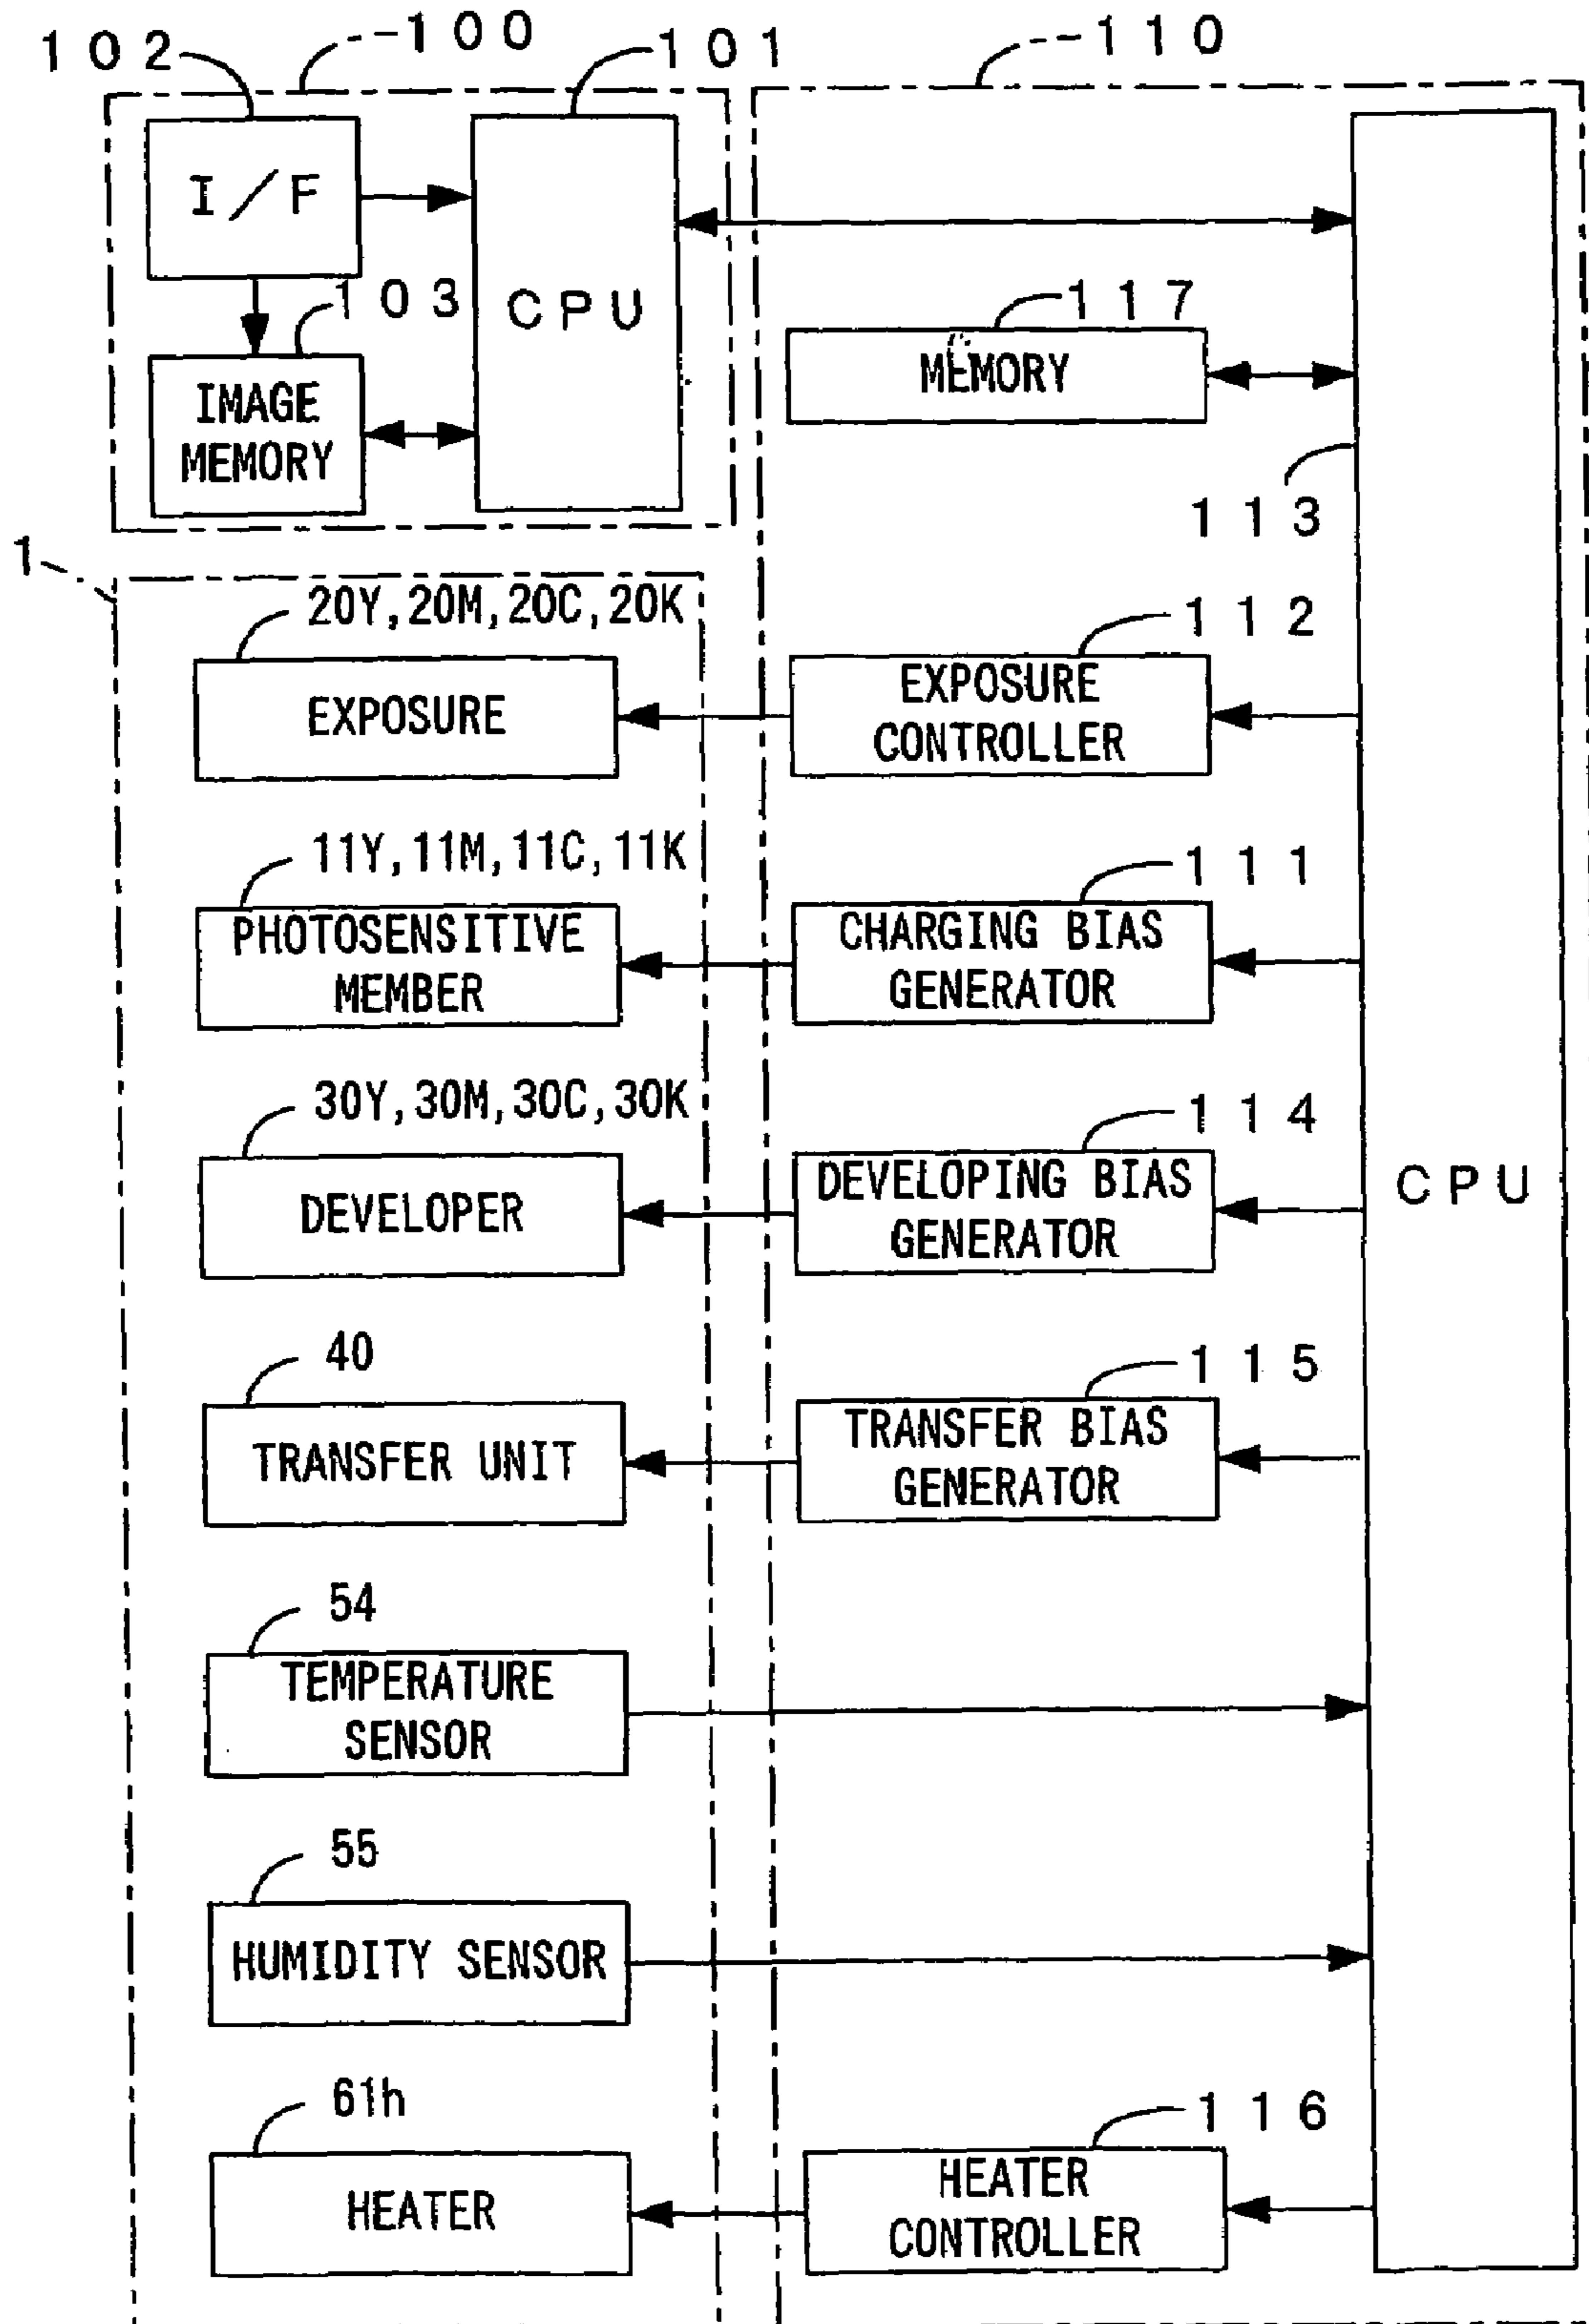 102
100
101
110
I/F
CPU
103
IMAGE
MEMORY
117
MEMORY
113
1
20Y, 20M, 20C, 20K
EXPOSURE
112
EXPOSURE
CONTROLLER
11Y, 11M, 11C, 11K
PHOTOSENSITIVE
MEMBER
111
CHARGING BIAS
GENERATOR
30Y, 30M, 30C, 30K
DEVELOPER
114
DEVELOPING BIAS
GENERATOR
CPU
40
TRANSFER UNIT
115
TRANSFER BIAS
GENERATOR
54
TEMPERATURE
SENSOR
55
HUMIDITY SENSOR
61h
HEATER
116
HEATER
CONTROLLER